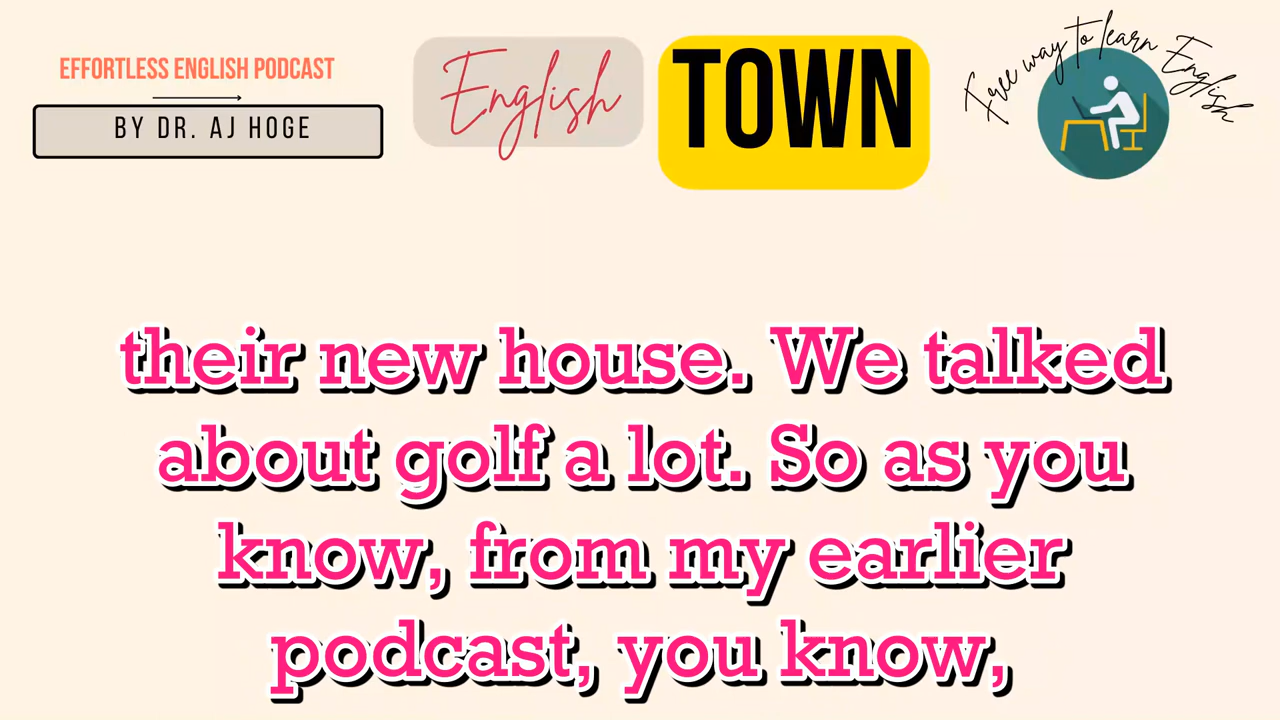 EFFORTLESS ENGLISH PODCAST
BY DR. AJ HOGE
English
TOWN
Free way to learn English
their new house. We talked
about golf a lot. So as you
know, from my earlier
podcast, you know,